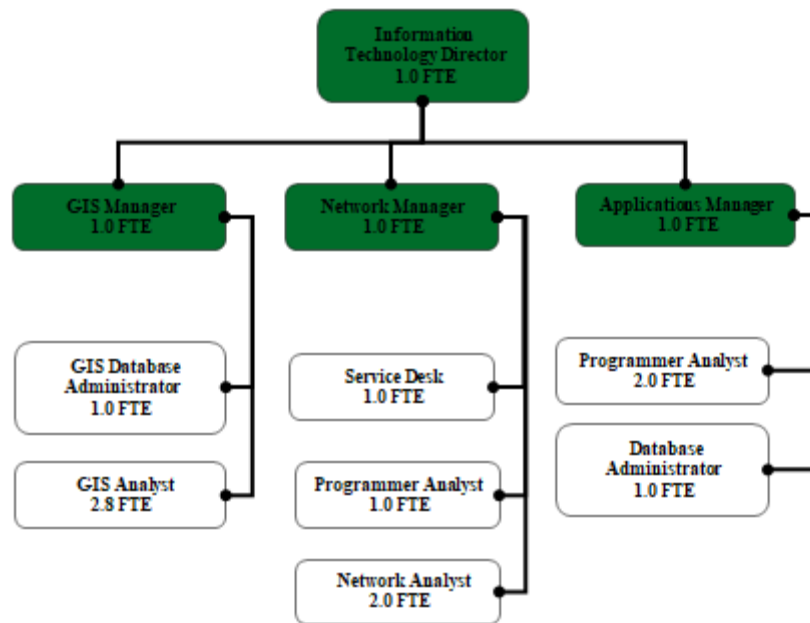 Information
Technology Director
1.0 FTE
GIS Manager
1.0 FTE
Network Manager
1.0 FTE
Applications Manager
1.0 FTE
GIS Database
Administrator
1.0 FTE
Service Desk
1.0 FTE
Programmer Analyst
2.0 FTE
GIS Analyst
2.8 FTE
Programmer Analyst
1.0 FTE
Database
Administrator
1.0 FTE
Network Analyst
2.0 FTE